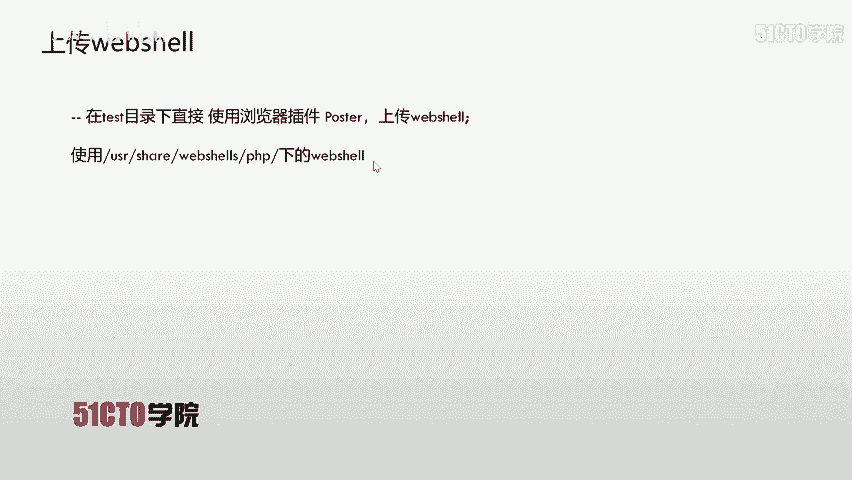 上传webshell
51CTO学院
-- 在test目录下直接 使用浏览器插件 Poster，上传webshell；
使用/usr/share/webshells/php/下的webshell
51CTO学院